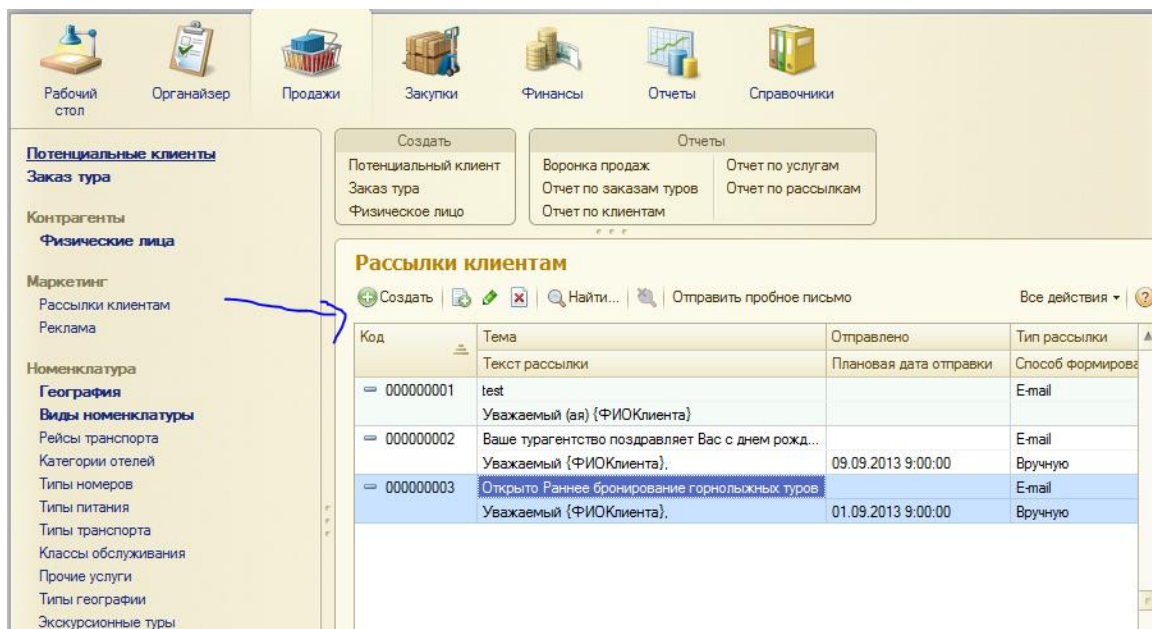 Рабочий стол
Органайзер
Продажи
Закупки
Финансы
Отчеты
Справочники
Потенциальные клиенты
Заказ тура
Контрагенты
Физические лица
Маркетинг
Рассылки клиентам
Реклама
Номенклатура
География
Виды номенклатуры
Рейсы транспорта
Категории отелей
Типы номеров
Типы питания
Типы транспорта
Классы обслуживания
Прочие услуги
Типы географии
Экскурсионные туры
Создать
Потенциальный клиент
Заказ тура
Физическое лицо
Отчеты
Воронка продаж
Отчет по заказам туров
Отчет по клиентам
Отчет по услугам
Отчет по рассылкам
Рассылки клиентам
Создать Найти... Отправить пробное письмо Все действия ?
Код Тема Отправлено Тип рассылки
Текст рассылки Плановая дата отправки Способ формирова
000000001 test E-mail
Уважаемый (ая) {ФИОКлиента}
000000002 Ваше турагентство поздравляет Вас с днем рожд... E-mail
Уважаемый {ФИОКлиента}, 09.09.2013 9:00:00 Вручную
000000003 Открыто Раннее бронирование горнолыжных туров E-mail
Уважаемый {ФИОКлиента}, 01.09.2013 9:00:00 Вручную